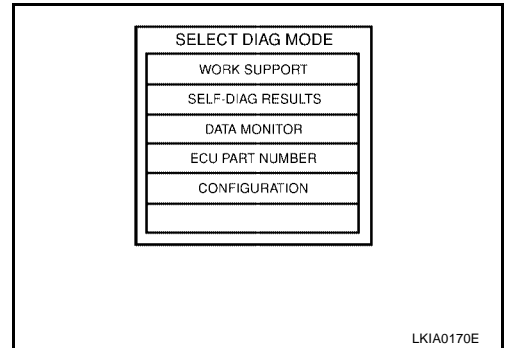 SELECT DIAG MODE
WORK SUPPORT
SELF-DIAG RESULTS
DATA MONITOR
ECU PART NUMBER
CONFIGURATION
LKIA0170E